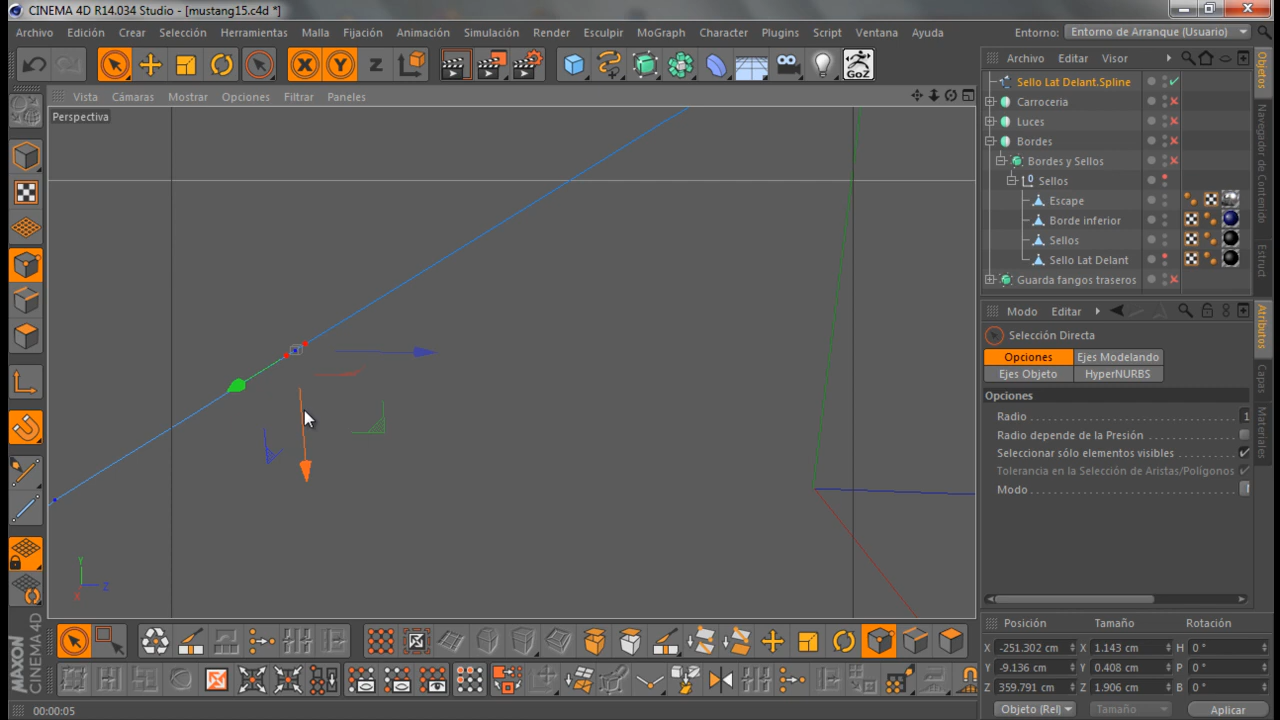 CINEMA 4D R14.034 Studio - [mustang15.c4d *]
Archivo Edición Crear Selección Herramientas Malla Fijación Animación Simulación Render Esculpir MoGraph Character Plugins Script Ventana Ayuda Entorno: Entorno de Arranque (Usuario)
X Y Z GoZ
Archivo Editar Visor
Vista Cámaras Mostrar Opciones Filtrar Paneles
Perspectiva
Sello Lat Delant.Spline
Carroceria
Luces
Bordes
Bordes y Sellos
Sellos
Escape
Borde inferior
Sellos
Sello Lat Delant
Guarda fangos traseros
Objetos
Navegador de Contenido
Estruct
Modo Editar
Selección Directa
Opciones Ejes Modelando
Ejes Objeto HyperNURBS
Opciones
Radio 1
Radio depende de la Presión
Seleccionar sólo elementos visibles
Tolerancia en la Selección de Aristas/Polígonos
Modo
Atributos
Capas
Materiales
Y
Z
X
Posición Tamaño Rotación
X -251.302 cm X 1.143 cm H 0 °
Y -9.136 cm Y 0.408 cm P 0 °
Z 359.791 cm Z 1.906 cm B 0 °
Objeto (Rel) Tamaño Aplicar
MAXON
CINEMA 4D
00:00:05